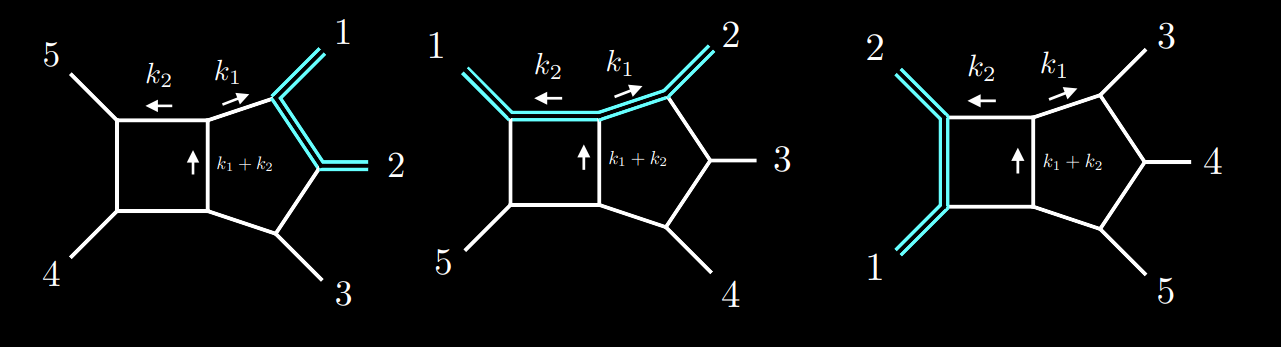 5 k₂ k₁ 1
k₁ + k₂ 2
4 3
1 k₂ k₁ 2
k₁ + k₂ 3
5 4
2 k₂ k₁ 3
k₁ + k₂ 4
1 5